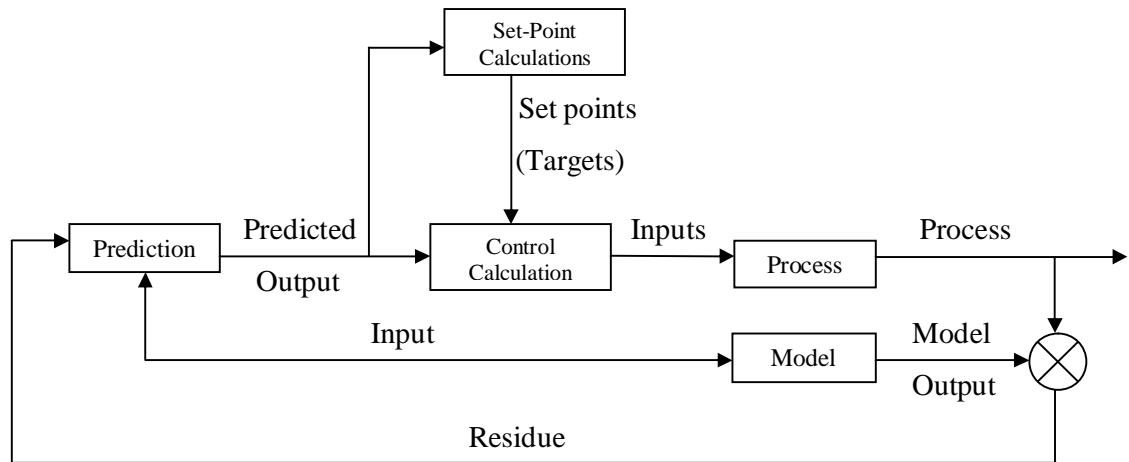 Set-Point
Calculations
Set points
(Targets)
Prediction
Predicted
Output
Control
Calculation
Inputs
Process
Process
Input
Model
Model
Output
Residue